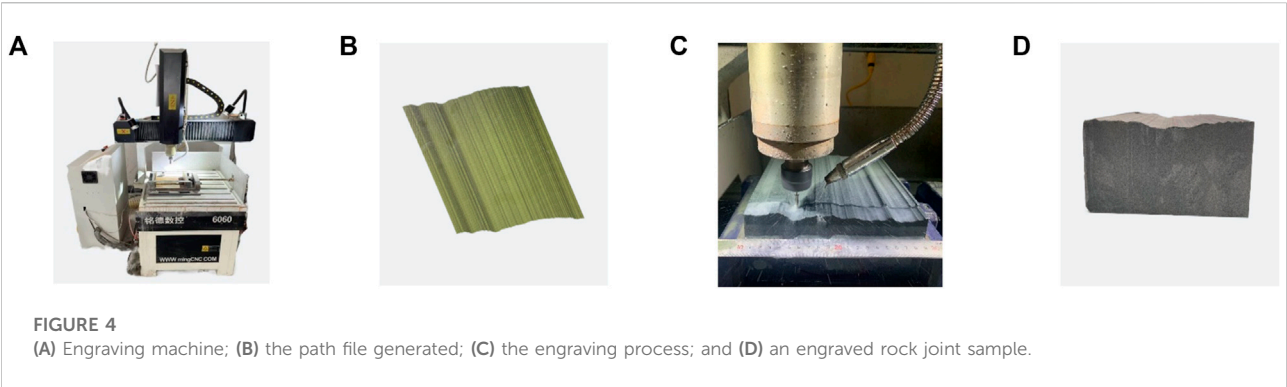 A
B
C
D
铭德数控 6060
WWW.mingCNC.COM
FIGURE 4
(A) Engraving machine; (B) the path file generated; (C) the engraving process; and (D) an engraved rock joint sample.